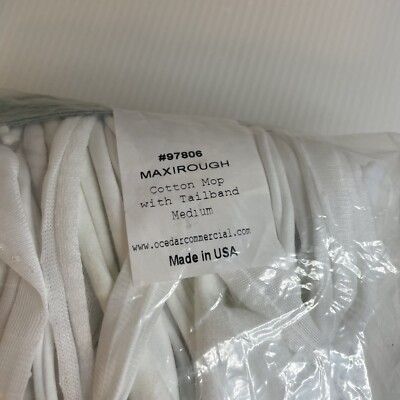 #97806
MAXIROUGH
Cotton Mop
with Tailband
Medium
www.ocedarcommercial.com
Made in USA